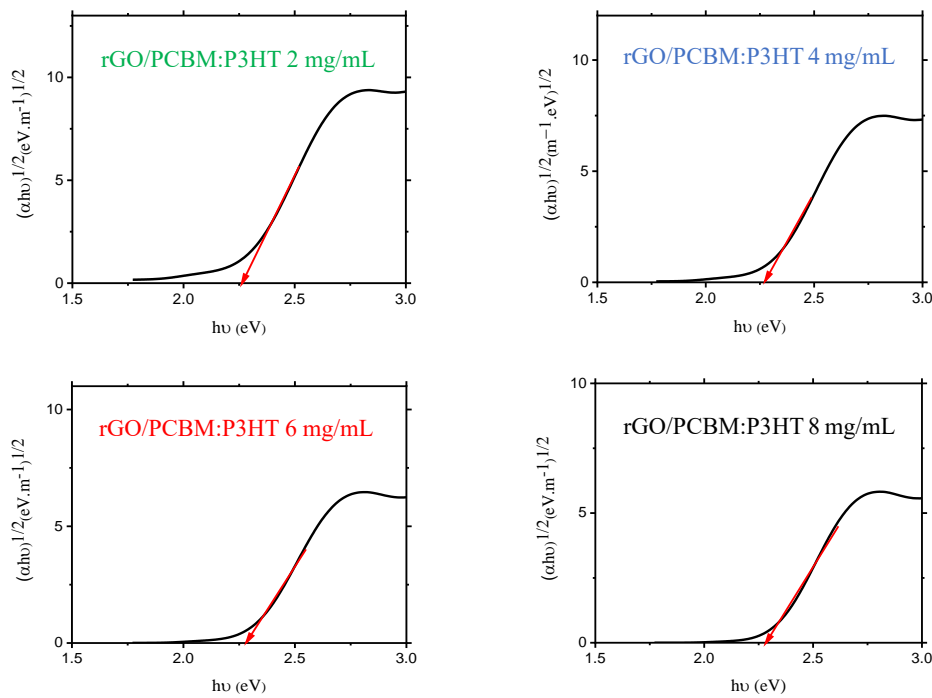 rGO/PCBM:P3HT 2 mg/mL
(αhυ)1/2(eV.m-1)1/2
10
5
0
1.5 2.0 2.5 3.0
hυ (eV)
rGO/PCBM:P3HT 4 mg/mL
(αhυ)1/2(m−1.eV)1/2
10
5
0
1.5 2.0 2.5 3.0
hυ (eV)
rGO/PCBM:P3HT 6 mg/mL
(αhυ)1/2(eV.m-1)1/2
10
5
0
1.5 2.0 2.5 3.0
hυ (eV)
rGO/PCBM:P3HT 8 mg/mL
(αhυ)1/2(eV.m-1)1/2
10
5
0
1.5 2.0 2.5 3.0
hυ (eV)